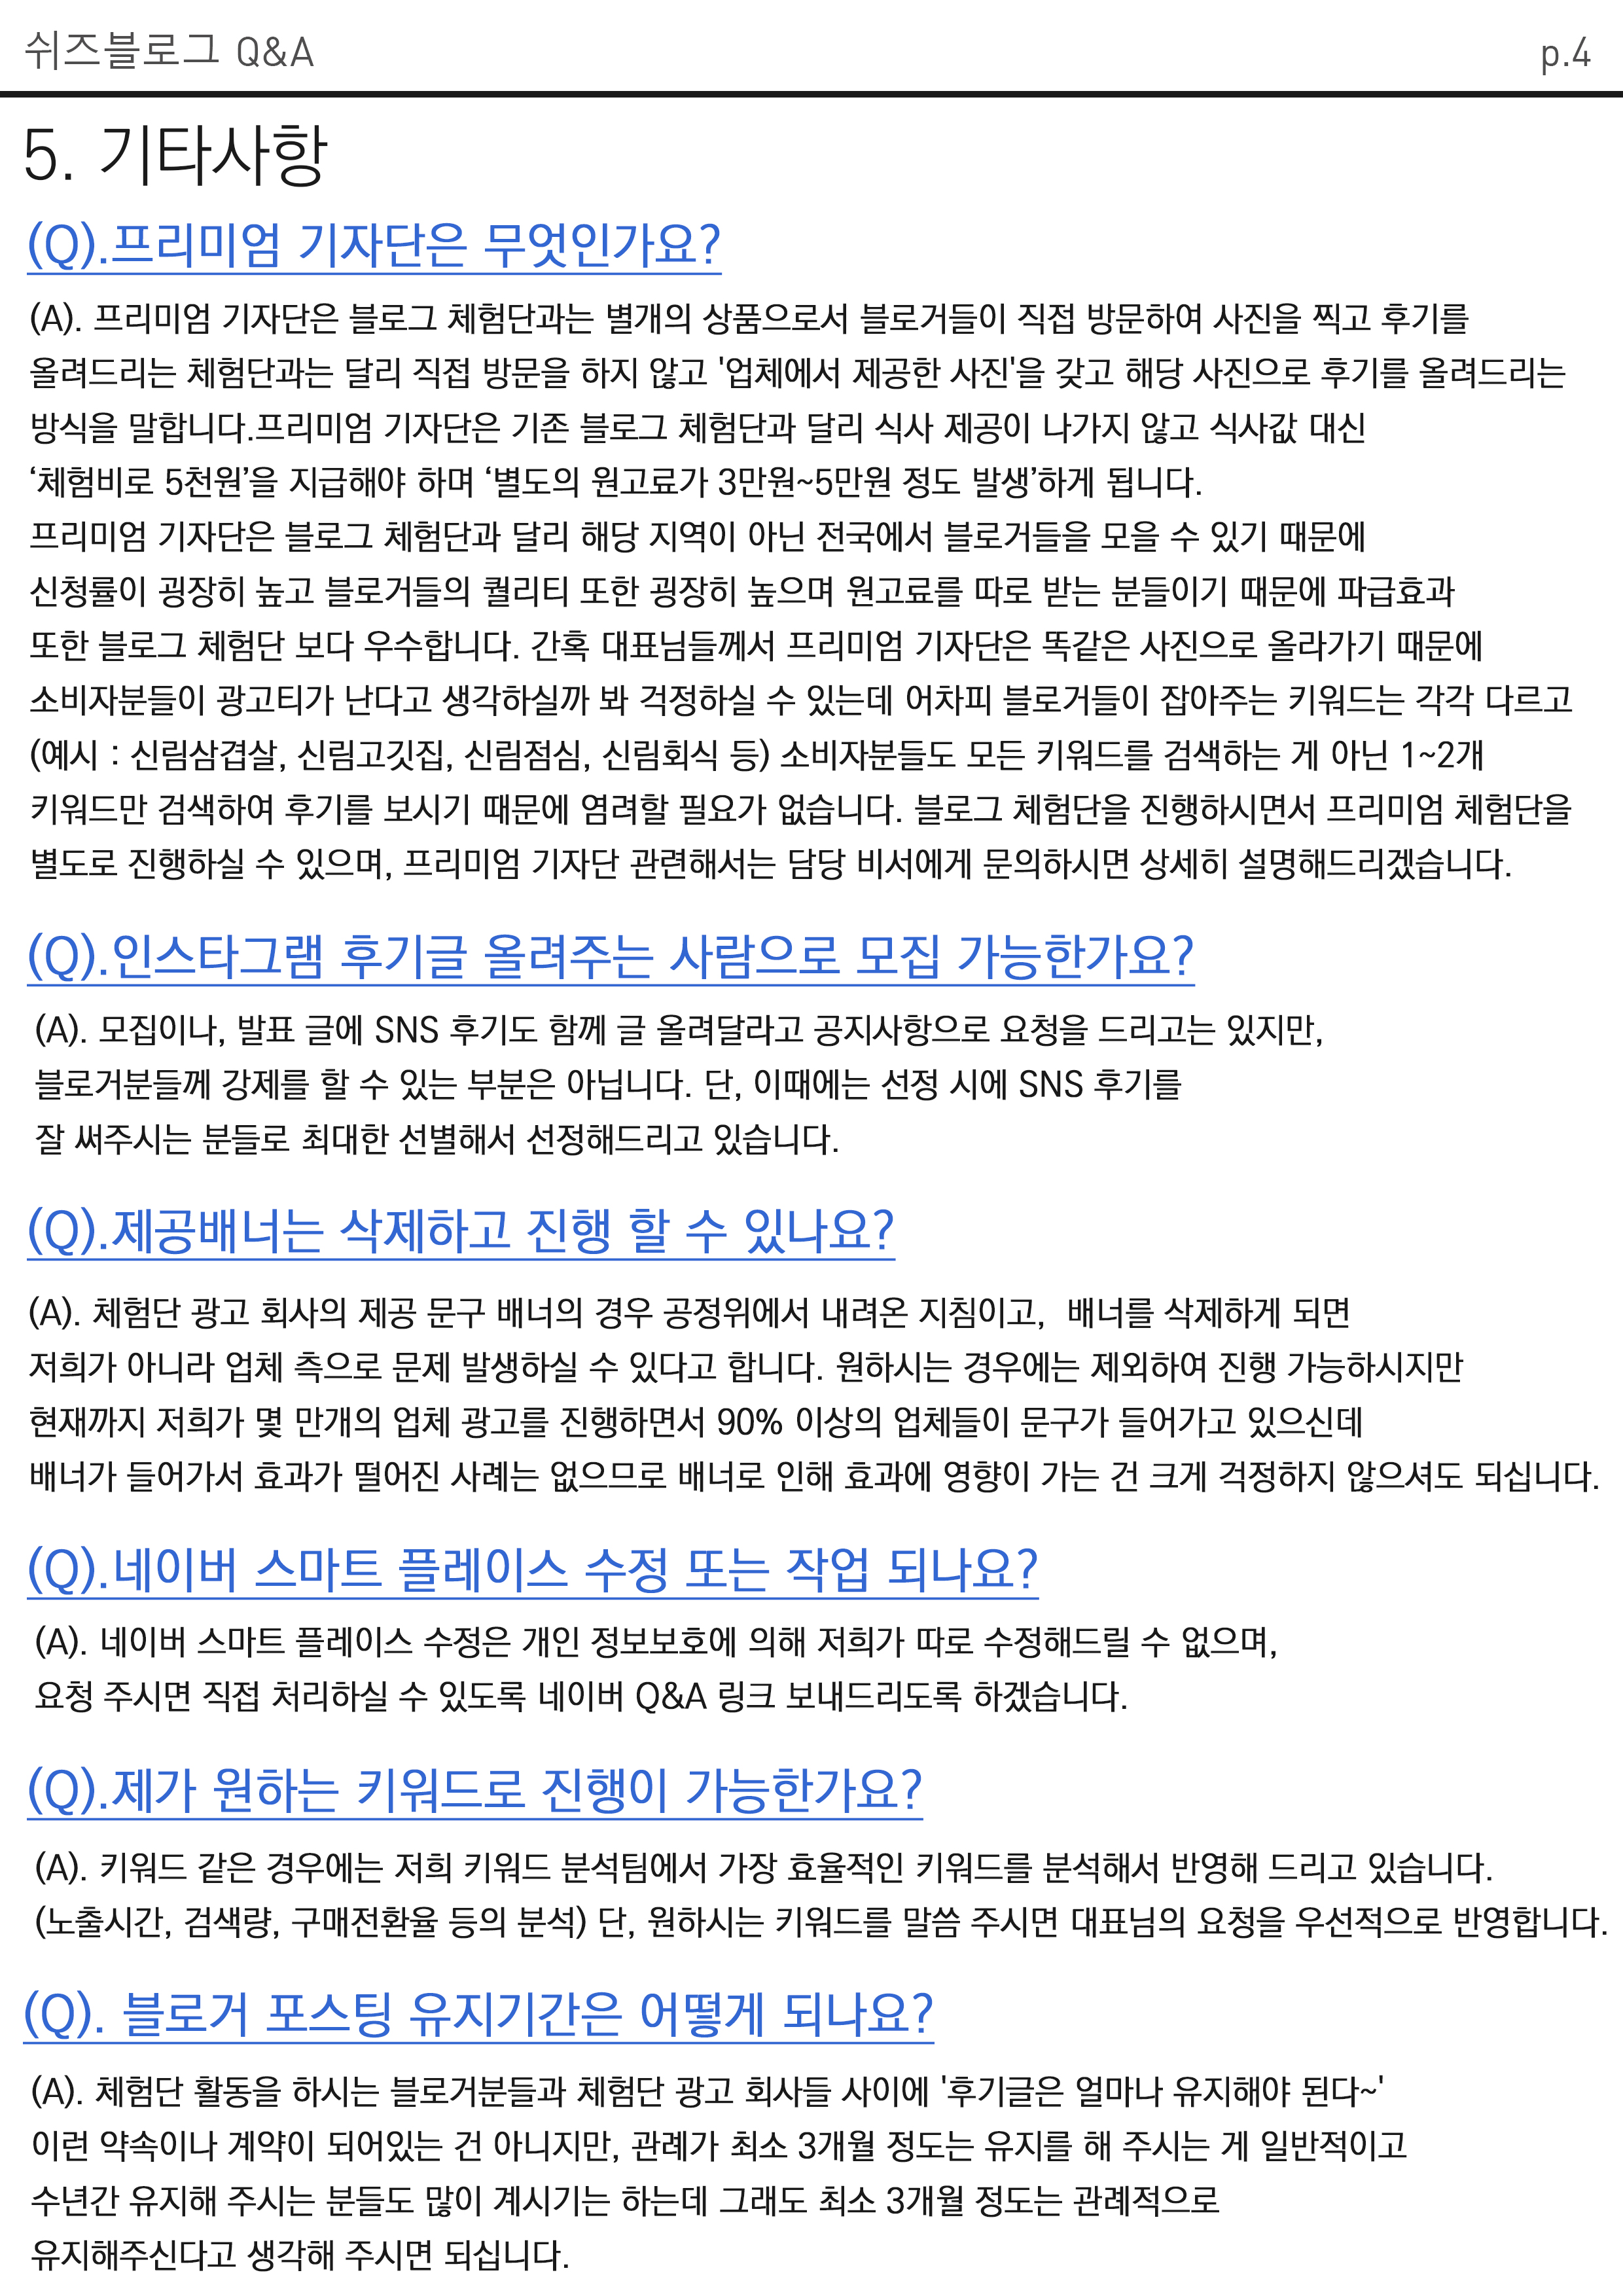 쉬즈블로그 Q&A
p.4
5. 기타사항
(Q).프리미엄 기자단은 무엇인가요?
(A). 프리미엄 기자단은 블로그 체험단과는 별개의 상품으로서 블로거들이 직접 방문하여 사진을 찍고 후기를
올려드리는 체험단과는 달리 직접 방문을 하지 않고 '업체에서 제공한 사진'을 갖고 해당 사진으로 후기를 올려드리는
방식을 말합니다.프리미엄 기자단은 기존 블로그 체험단과 달리 식사 제공이 나가지 않고 식사값 대신
‘체험비로 5천원’을 지급해야 하며 ‘별도의 원고료가 3만원~5만원 정도 발생’하게 됩니다.
프리미엄 기자단은 블로그 체험단과 달리 해당 지역이 아닌 전국에서 블로거들을 모을 수 있기 때문에
신청률이 굉장히 높고 블로거들의 퀄리티 또한 굉장히 높으며 원고료를 따로 받는 분들이기 때문에 파급효과
또한 블로그 체험단 보다 우수합니다. 간혹 대표님들께서 프리미엄 기자단은 똑같은 사진으로 올라가기 때문에
소비자분들이 광고티가 난다고 생각하실까 봐 걱정하실 수 있는데 어차피 블로거들이 잡아주는 키워드는 각각 다르고
(예시 : 신림삼겹살, 신림고깃집, 신림점심, 신림회식 등) 소비자분들도 모든 키워드를 검색하는 게 아닌 1~2개
키워드만 검색하여 후기를 보시기 때문에 염려할 필요가 없습니다. 블로그 체험단을 진행하시면서 프리미엄 체험단을
별도로 진행하실 수 있으며, 프리미엄 기자단 관련해서는 담당 비서에게 문의하시면 상세히 설명해드리겠습니다.
(Q).인스타그램 후기글 올려주는 사람으로 모집 가능한가요?
(A). 모집이나, 발표 글에 SNS 후기도 함께 글 올려달라고 공지사항으로 요청을 드리고는 있지만,
블로거분들께 강제를 할 수 있는 부분은 아닙니다. 단, 이때에는 선정 시에 SNS 후기를
잘 써주시는 분들로 최대한 선별해서 선정해드리고 있습니다.
(Q).제공배너는 삭제하고 진행 할 수 있나요?
(A). 체험단 광고 회사의 제공 문구 배너의 경우 공정위에서 내려온 지침이고,  배너를 삭제하게 되면
저희가 아니라 업체 측으로 문제 발생하실 수 있다고 합니다. 원하시는 경우에는 제외하여 진행 가능하시지만
현재까지 저희가 몇 만개의 업체 광고를 진행하면서 90% 이상의 업체들이 문구가 들어가고 있으신데
배너가 들어가서 효과가 떨어진 사례는 없으므로 배너로 인해 효과에 영향이 가는 건 크게 걱정하지 않으셔도 되십니다.
(Q).네이버 스마트 플레이스 수정 또는 작업 되나요?
(A). 네이버 스마트 플레이스 수정은 개인 정보보호에 의해 저희가 따로 수정해드릴 수 없으며,
요청 주시면 직접 처리하실 수 있도록 네이버 Q&A 링크 보내드리도록 하겠습니다.
(Q).제가 원하는 키워드로 진행이 가능한가요?
(A). 키워드 같은 경우에는 저희 키워드 분석팀에서 가장 효율적인 키워드를 분석해서 반영해 드리고 있습니다.
(노출시간, 검색량, 구매전환율 등의 분석) 단, 원하시는 키워드를 말씀 주시면 대표님의 요청을 우선적으로 반영합니다.
(Q). 블로거 포스팅 유지기간은 어떻게 되나요?
(A). 체험단 활동을 하시는 블로거분들과 체험단 광고 회사들 사이에 '후기글은 얼마나 유지해야 된다~'
이런 약속이나 계약이 되어있는 건 아니지만, 관례가 최소 3개월 정도는 유지를 해 주시는 게 일반적이고
수년간 유지해 주시는 분들도 많이 계시기는 하는데 그래도 최소 3개월 정도는 관례적으로
유지해주신다고 생각해 주시면 되십니다.